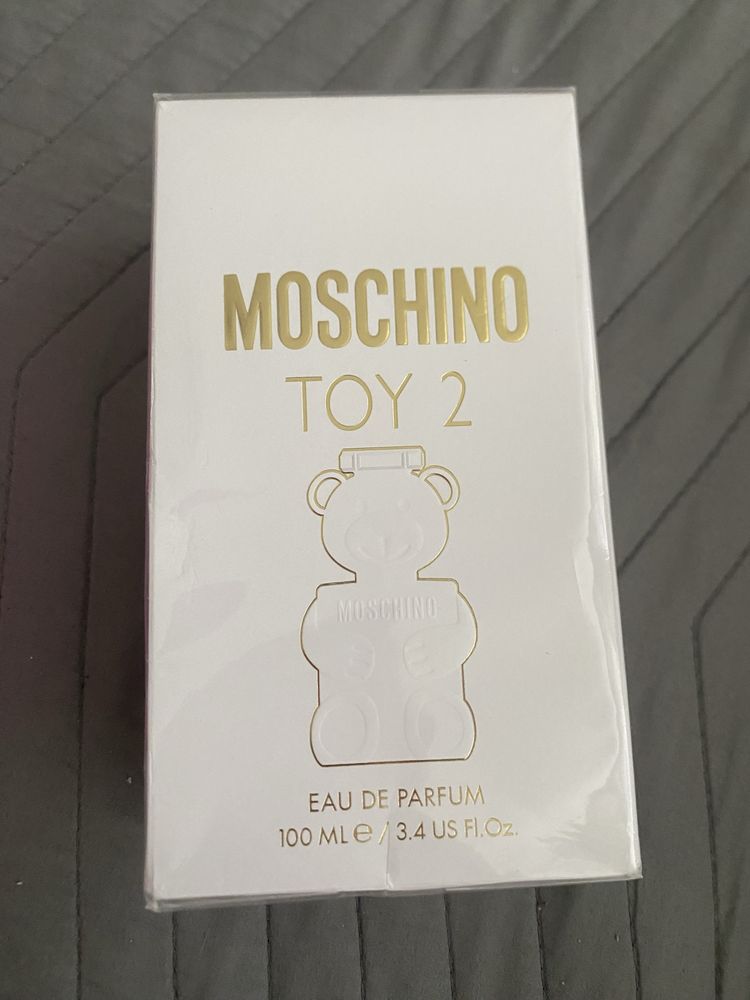 MOSCHINO
TOY 2
MOSCHINO
EAU DE PARFUM
100 ML ℮ / 3.4 US Fl.Oz.